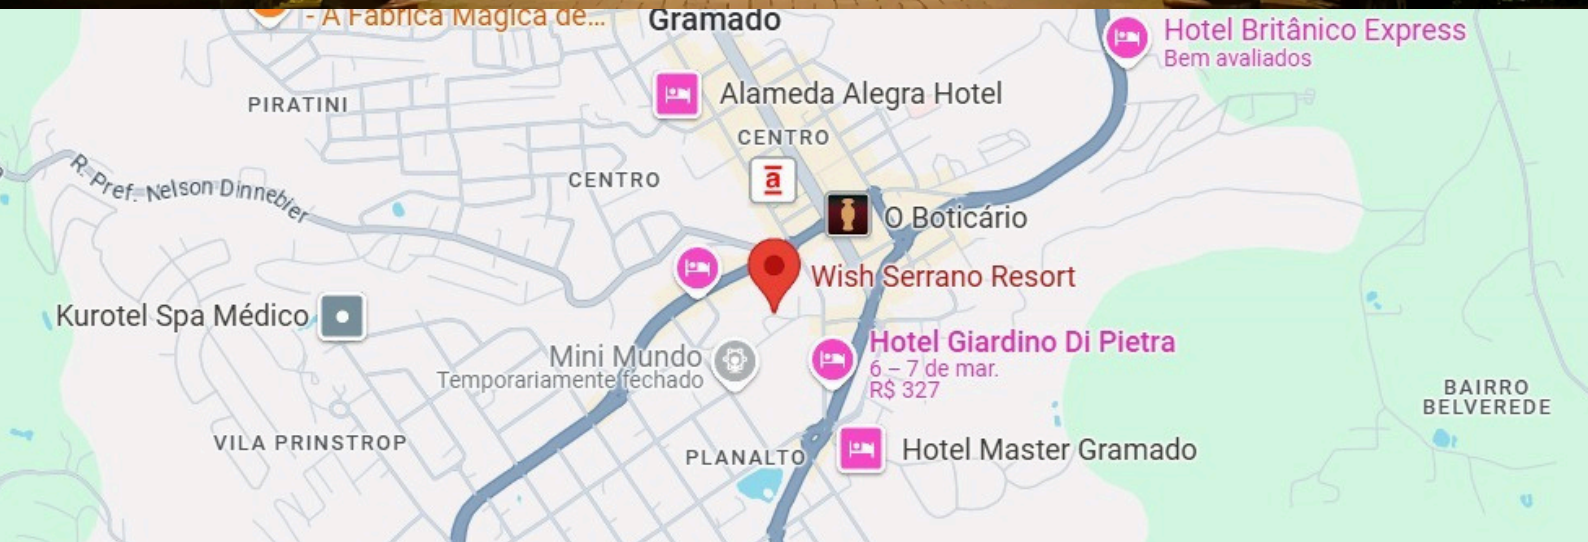 - A Fábrica Mágica de...
Gramado
Hotel Britânico Express
Bem avaliados
PIRATINI
Alameda Alegra Hotel
CENTRO
R. Pref. Nelson Dinnebier
CENTRO
a
O Boticário
Wish Serrano Resort
Kurotel Spa Médico
Mini Mundo
Temporariamente fechado
Hotel Giardino Di Pietra
6 – 7 de mar.
R$ 327
BAIRRO
BELVEREDE
VILA PRINSTROP
PLANALTO
Hotel Master Gramado